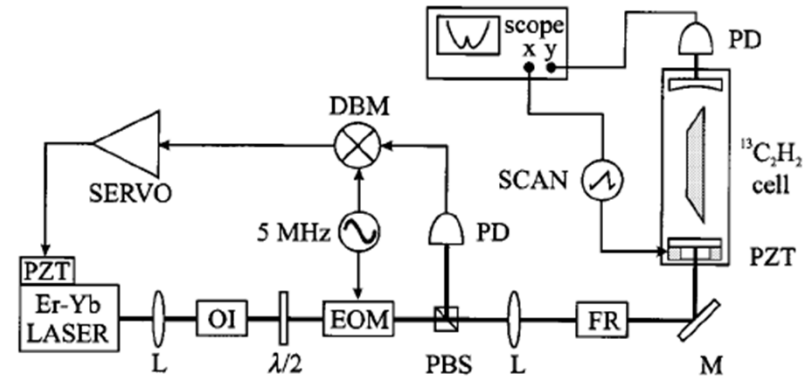 scope
x y
PD
DBM
¹³C₂H₂
cell
SERVO
SCAN
5 MHz
PD
PZT
PZT
Er-Yb
LASER
OI
EOM
FR
L
λ/2
PBS
L
M